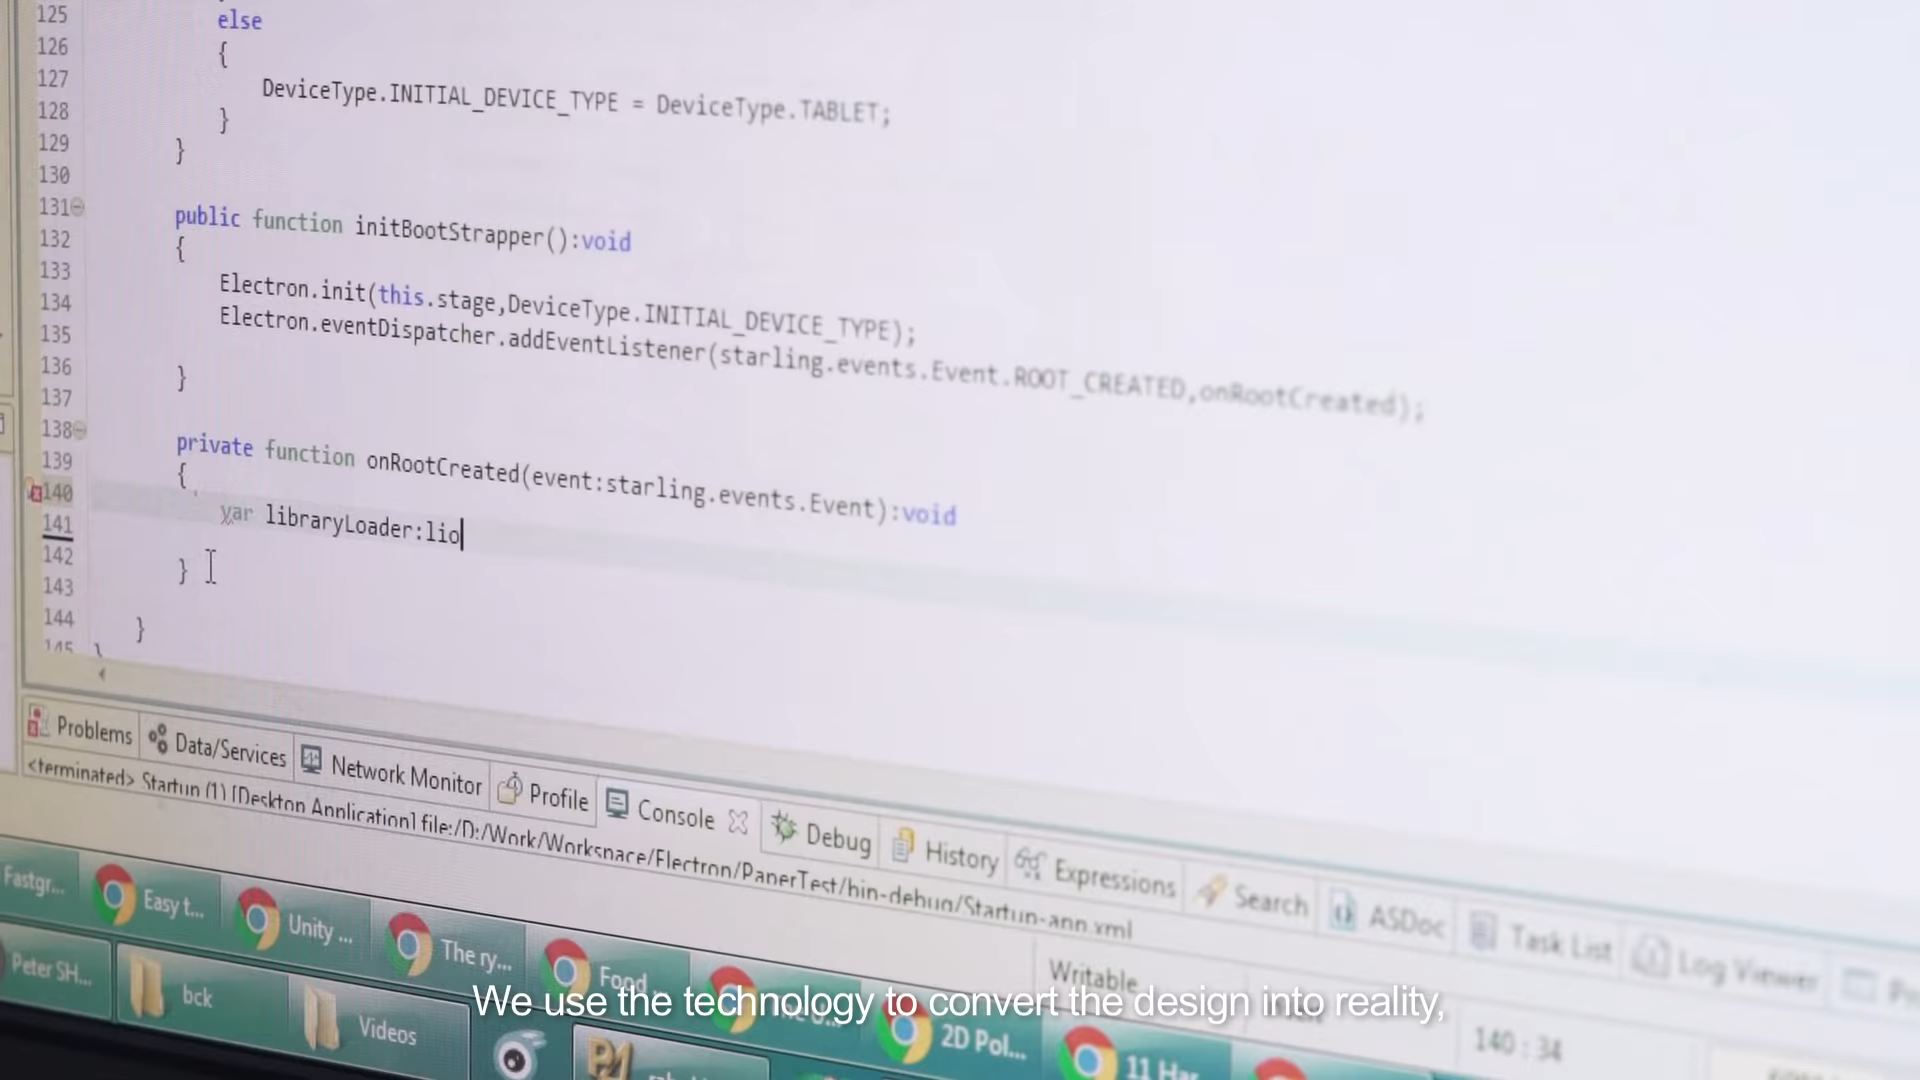 125
else
126
{
127
DeviceType.INITIAL_DEVICE_TYPE = DeviceType.TABLET;
128
}
129
}
130
131
public function initBootStrapper():void
132
{
133
Electron.init(this.stage,DeviceType.INITIAL_DEVICE_TYPE);
134
Electron.eventDispatcher.addEventListener(starling.events.Event.ROOT_CREATED,onRootCreated);
135
136
}
137
138
private function onRootCreated(event:starling.events.Event):void
139
{
140
var libraryLoader:lio
141
142
}
143
144
}
145
}
Problems Data/Services Network Monitor Profile Console Debug History Expressions Search ASDoc Task List Log Viewer
<terminated> Startup (1) [Desktop Application] file:/D:/Work/Workspace/Electron/PaperTest/bin-debug/Startup-app.xml
Writable
140 : 34
Fastgr... Easy t... Unity ... The ry... Food 2D Pol... 11 Har
Peter SH... bck Videos
We use the technology to convert the design into reality,